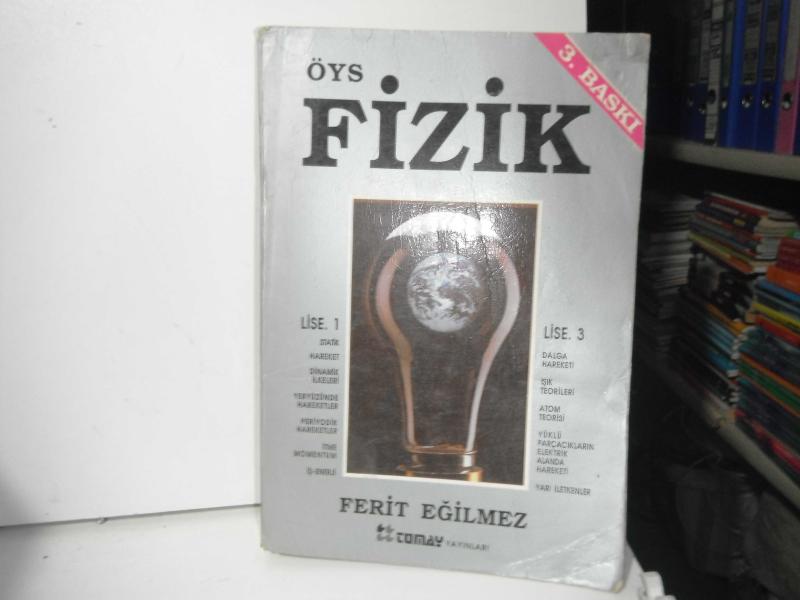 ÖYS
FİZİK
3. BASKI
LİSE. 1
STATİK
HAREKET
DİNAMİK
İLKELERİ
YERYÜZÜNDE
HAREKETLER
PERİYODİK
HAREKETLER
İTME
MOMENTUM
İŞ-ENERJİ
LİSE. 3
DALGA
HAREKETİ
IŞIK
TEORİLERİ
ATOM
TEORİSİ
YÜKLÜ
PARÇACIKLARIN
ELEKTRİK
ALANDA
HAREKETİ
YARI İLETKENLER
FERİT EĞİLMEZ
comay YAYINLARI